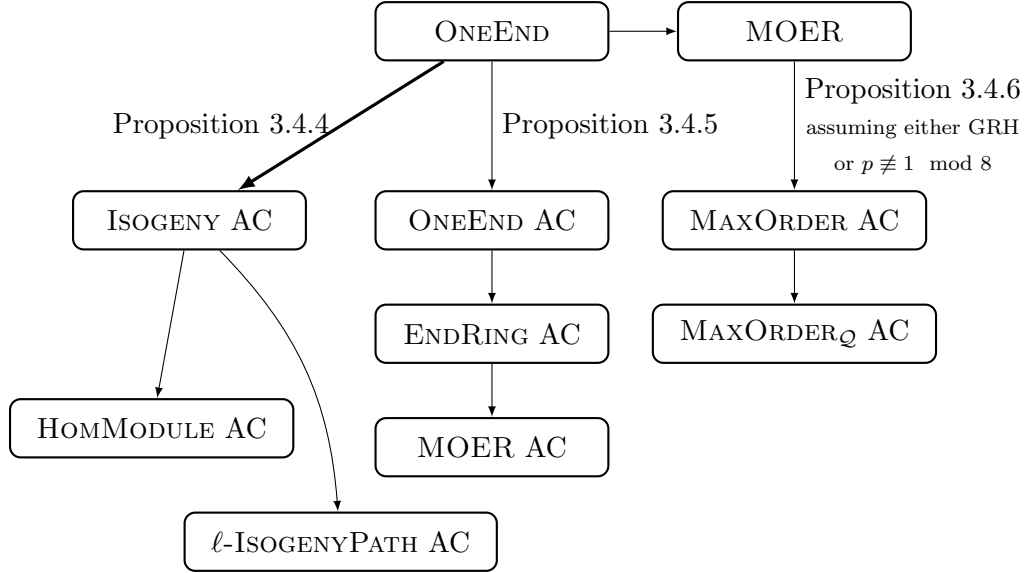 OneEnd
MOER
Proposition 3.4.4
Proposition 3.4.5
Proposition 3.4.6
assuming either GRH
or p ≢ 1 mod 8
Isogeny AC
OneEnd AC
MaxOrder AC
EndRing AC
MaxOrder_𝒬 AC
HomModule AC
MOER AC
ℓ-IsogenyPath AC